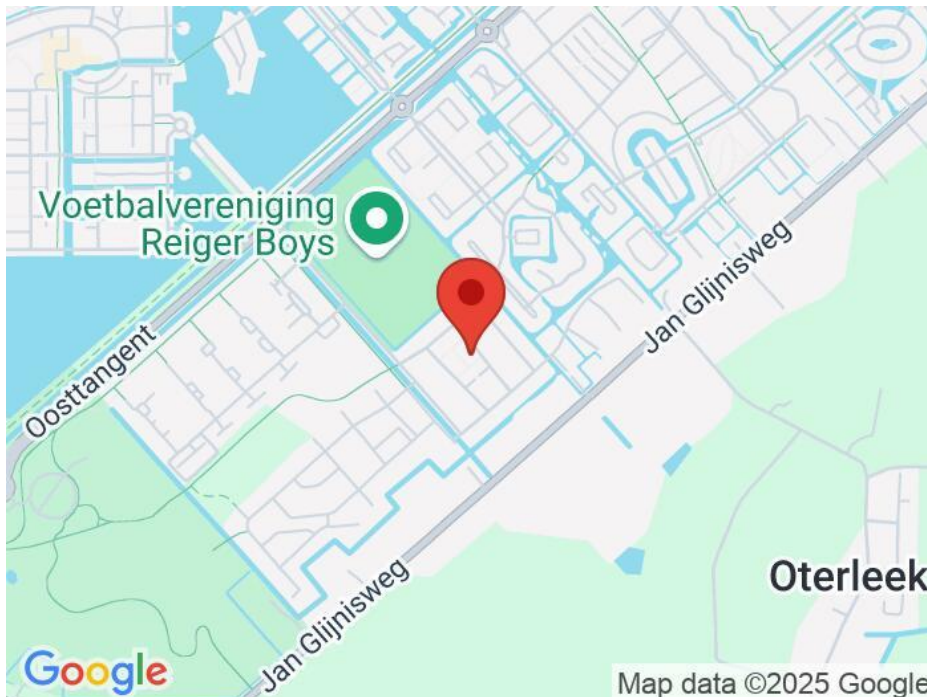 Voetbalvereniging
Reiger Boys
Jan Glijnisweg
Oosttangent
Oterleek
Jan Glijnisweg
Google
Map data ©2025 Google